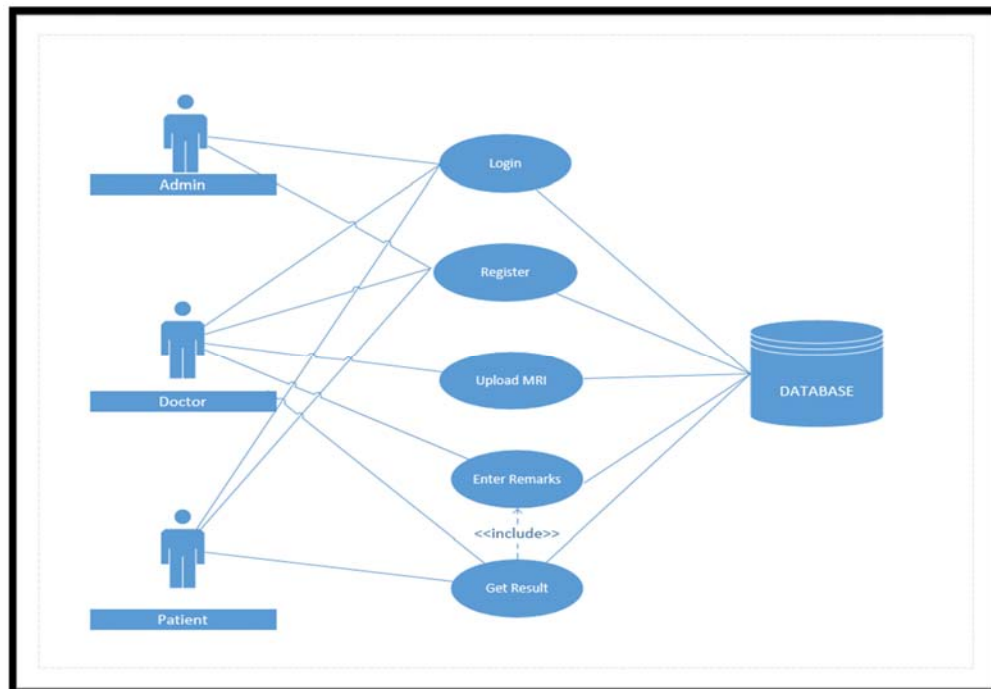 Admin
Login
Register
Doctor
Upload MRI
DATABASE
Enter Remarks
<<include>>
Get Result
Patient